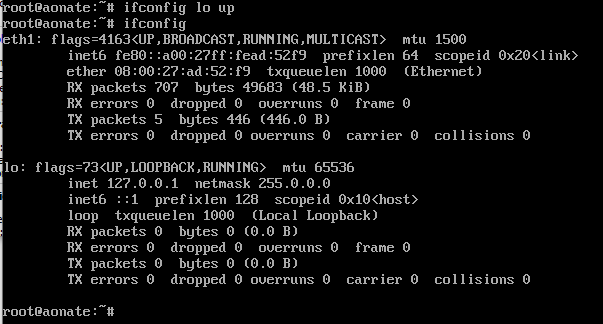 root@aonate:~# ifconfig lo up
root@aonate:~# ifconfig
eth1: flags=4163<UP,BROADCAST,RUNNING,MULTICAST>  mtu 1500
        inet6 fe80::a00:27ff:fead:52f9  prefixlen 64  scopeid 0x20<link>
        ether 08:00:27:ad:52:f9  txqueuelen 1000  (Ethernet)
        RX packets 707  bytes 49683 (48.5 KiB)
        RX errors 0  dropped 0  overruns 0  frame 0
        TX packets 5  bytes 446 (446.0 B)
        TX errors 0  dropped 0 overruns 0  carrier 0  collisions 0

lo: flags=73<UP,LOOPBACK,RUNNING>  mtu 65536
        inet 127.0.0.1  netmask 255.0.0.0
        inet6 ::1  prefixlen 128  scopeid 0x10<host>
        loop  txqueuelen 1000  (Local Loopback)
        RX packets 0  bytes 0 (0.0 B)
        RX errors 0  dropped 0  overruns 0  frame 0
        TX packets 0  bytes 0 (0.0 B)
        TX errors 0  dropped 0 overruns 0  carrier 0  collisions 0

root@aonate:~#